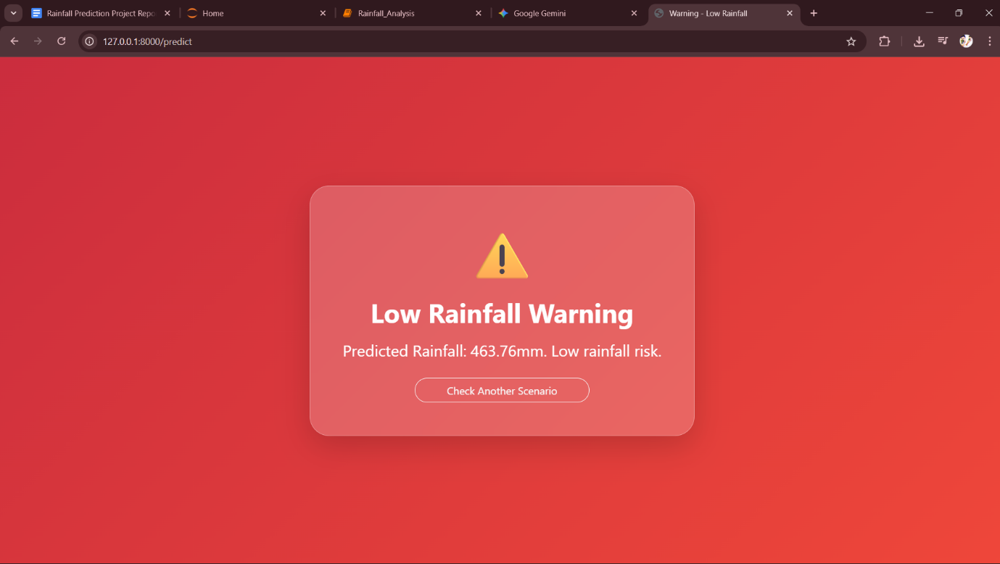 Rainfall Prediction Project Repo
Home
Rainfall_Analysis
Google Gemini
Warning - Low Rainfall
127.0.0.1:8000/predict
Low Rainfall Warning
Predicted Rainfall: 463.76mm. Low rainfall risk.
Check Another Scenario